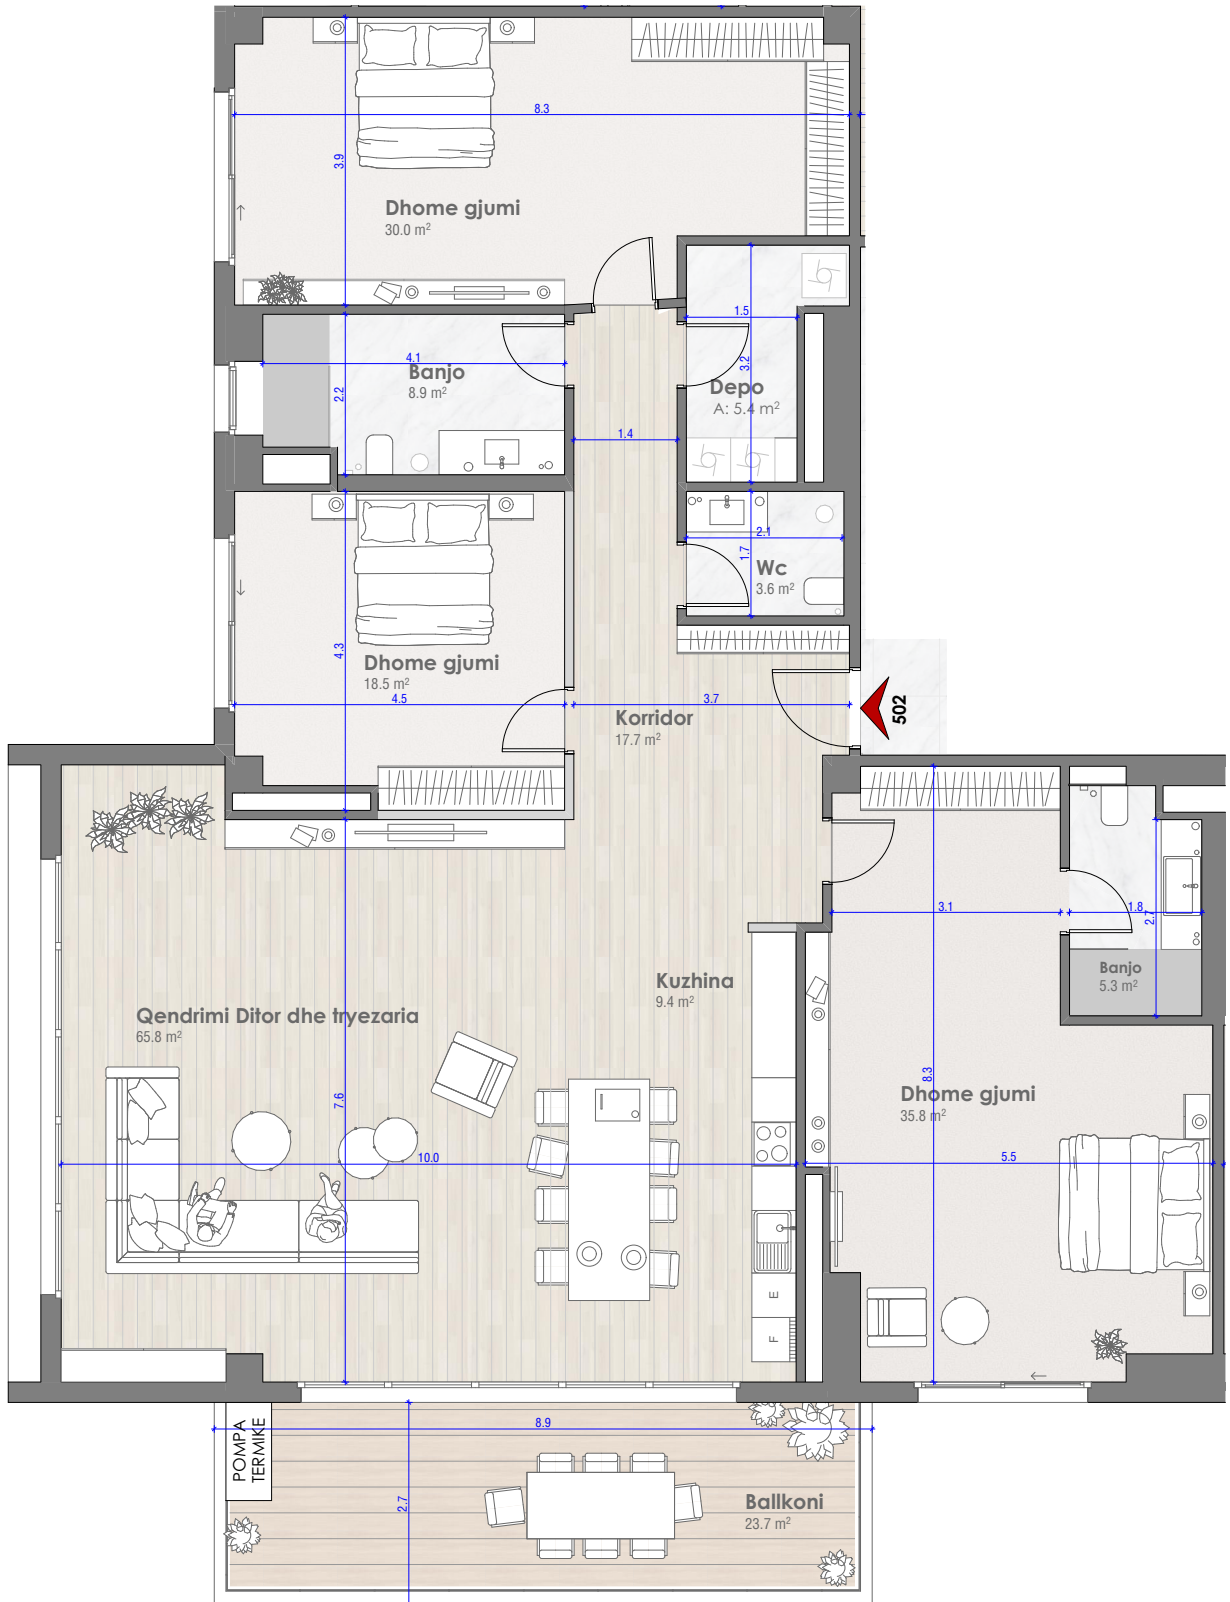 8.3
3.9
Dhome gjumi
30.0 m²
1.5
3.2
4.1
Banjo
8.9 m²
2.2
Depo
A: 5.4 m²
1.4
2.1
1.7
Wc
3.6 m²
4.3
Dhome gjumi
18.5 m²
4.5
3.7
Korridor
17.7 m²
502
3.1
1.8
2.7
Banjo
5.3 m²
Kuzhina
9.4 m²
Qendrimi Ditor dhe tryezaria
65.8 m²
7.6
8.3
Dhome gjumi
35.8 m²
10.0
5.5
E
F
POMPA
TERMIKE
8.9
2.7
Ballkoni
23.7 m²